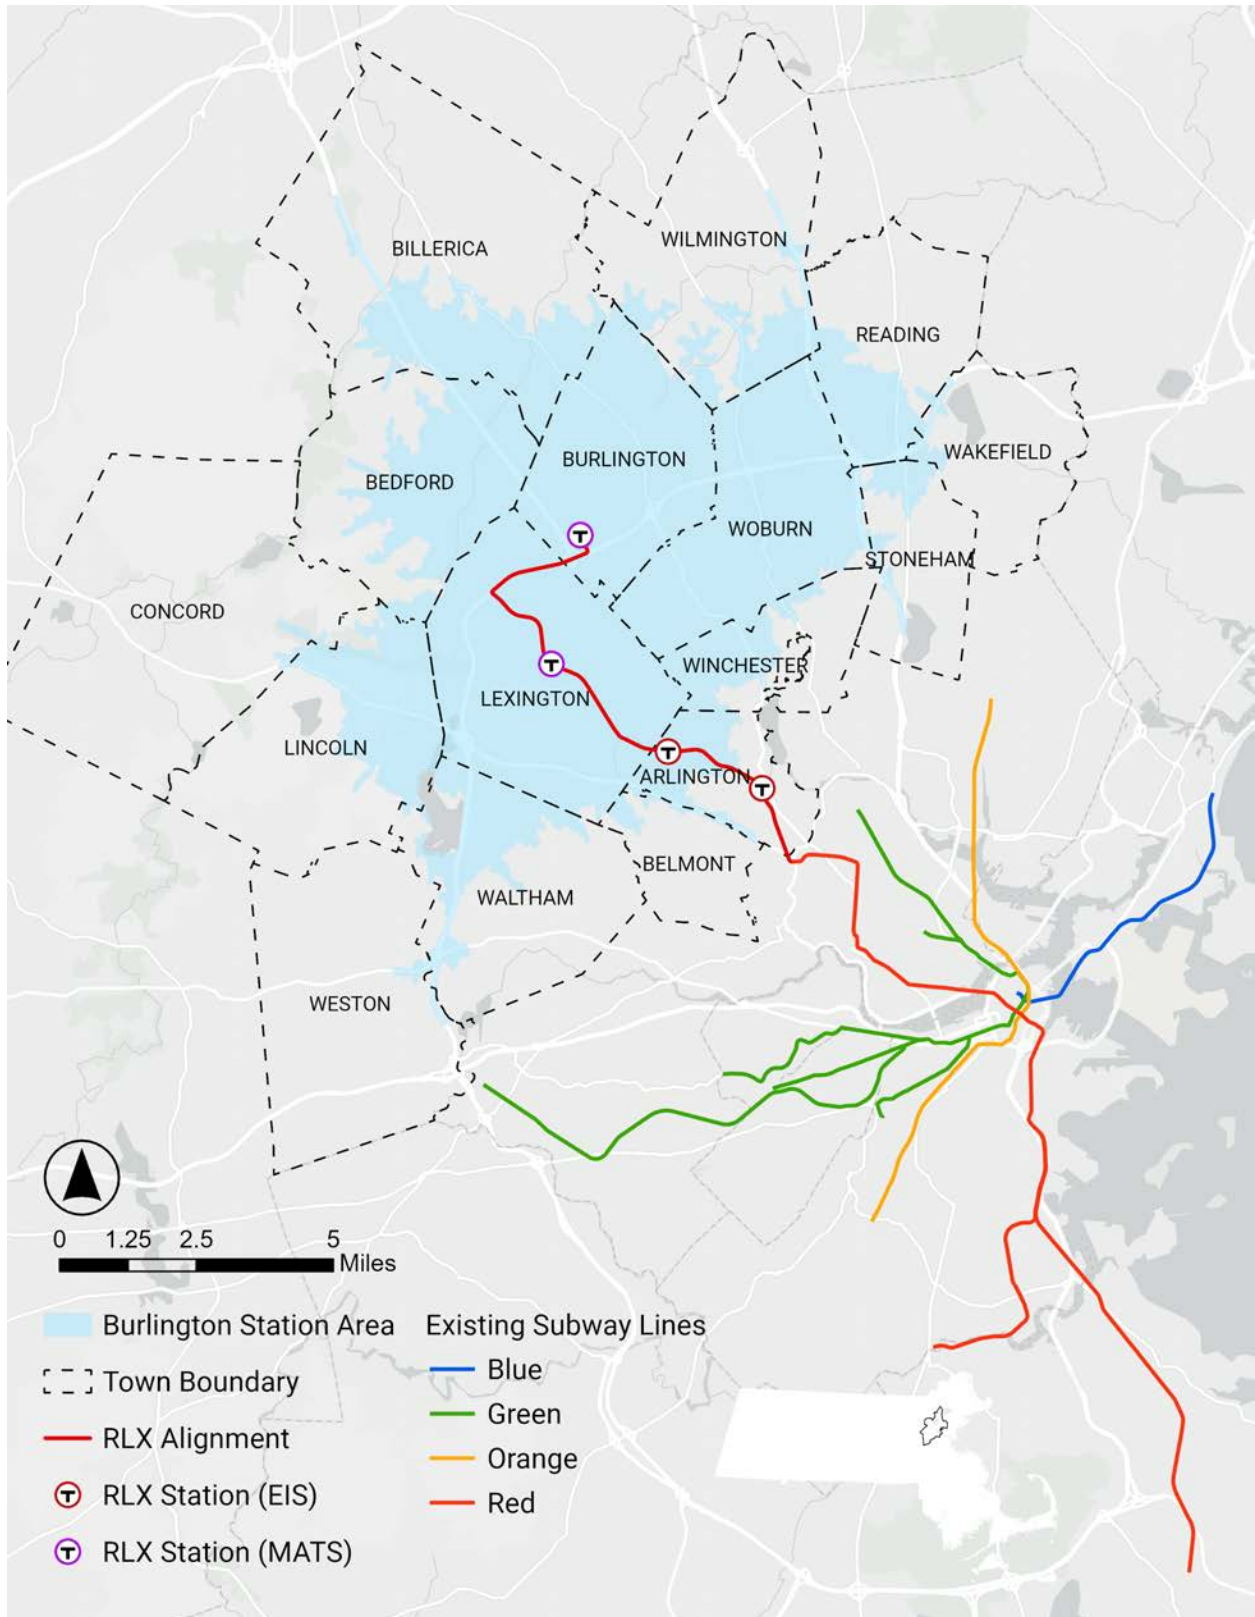 BILLERICA
WILMINGTON
READING
BURLINGTON
WAKEFIELD
BEDFORD
WOBURN
STONEHAM
CONCORD
WINCHESTER
LEXINGTON
LINCOLN
ARLINGTON
BELMONT
WALTHAM
WESTON
0 1.25 2.5 5
Miles
Burlington Station Area
Town Boundary
RLX Alignment
T RLX Station (EIS)
T RLX Station (MATS)
Existing Subway Lines
Blue
Green
Orange
Red
T
T
T
T